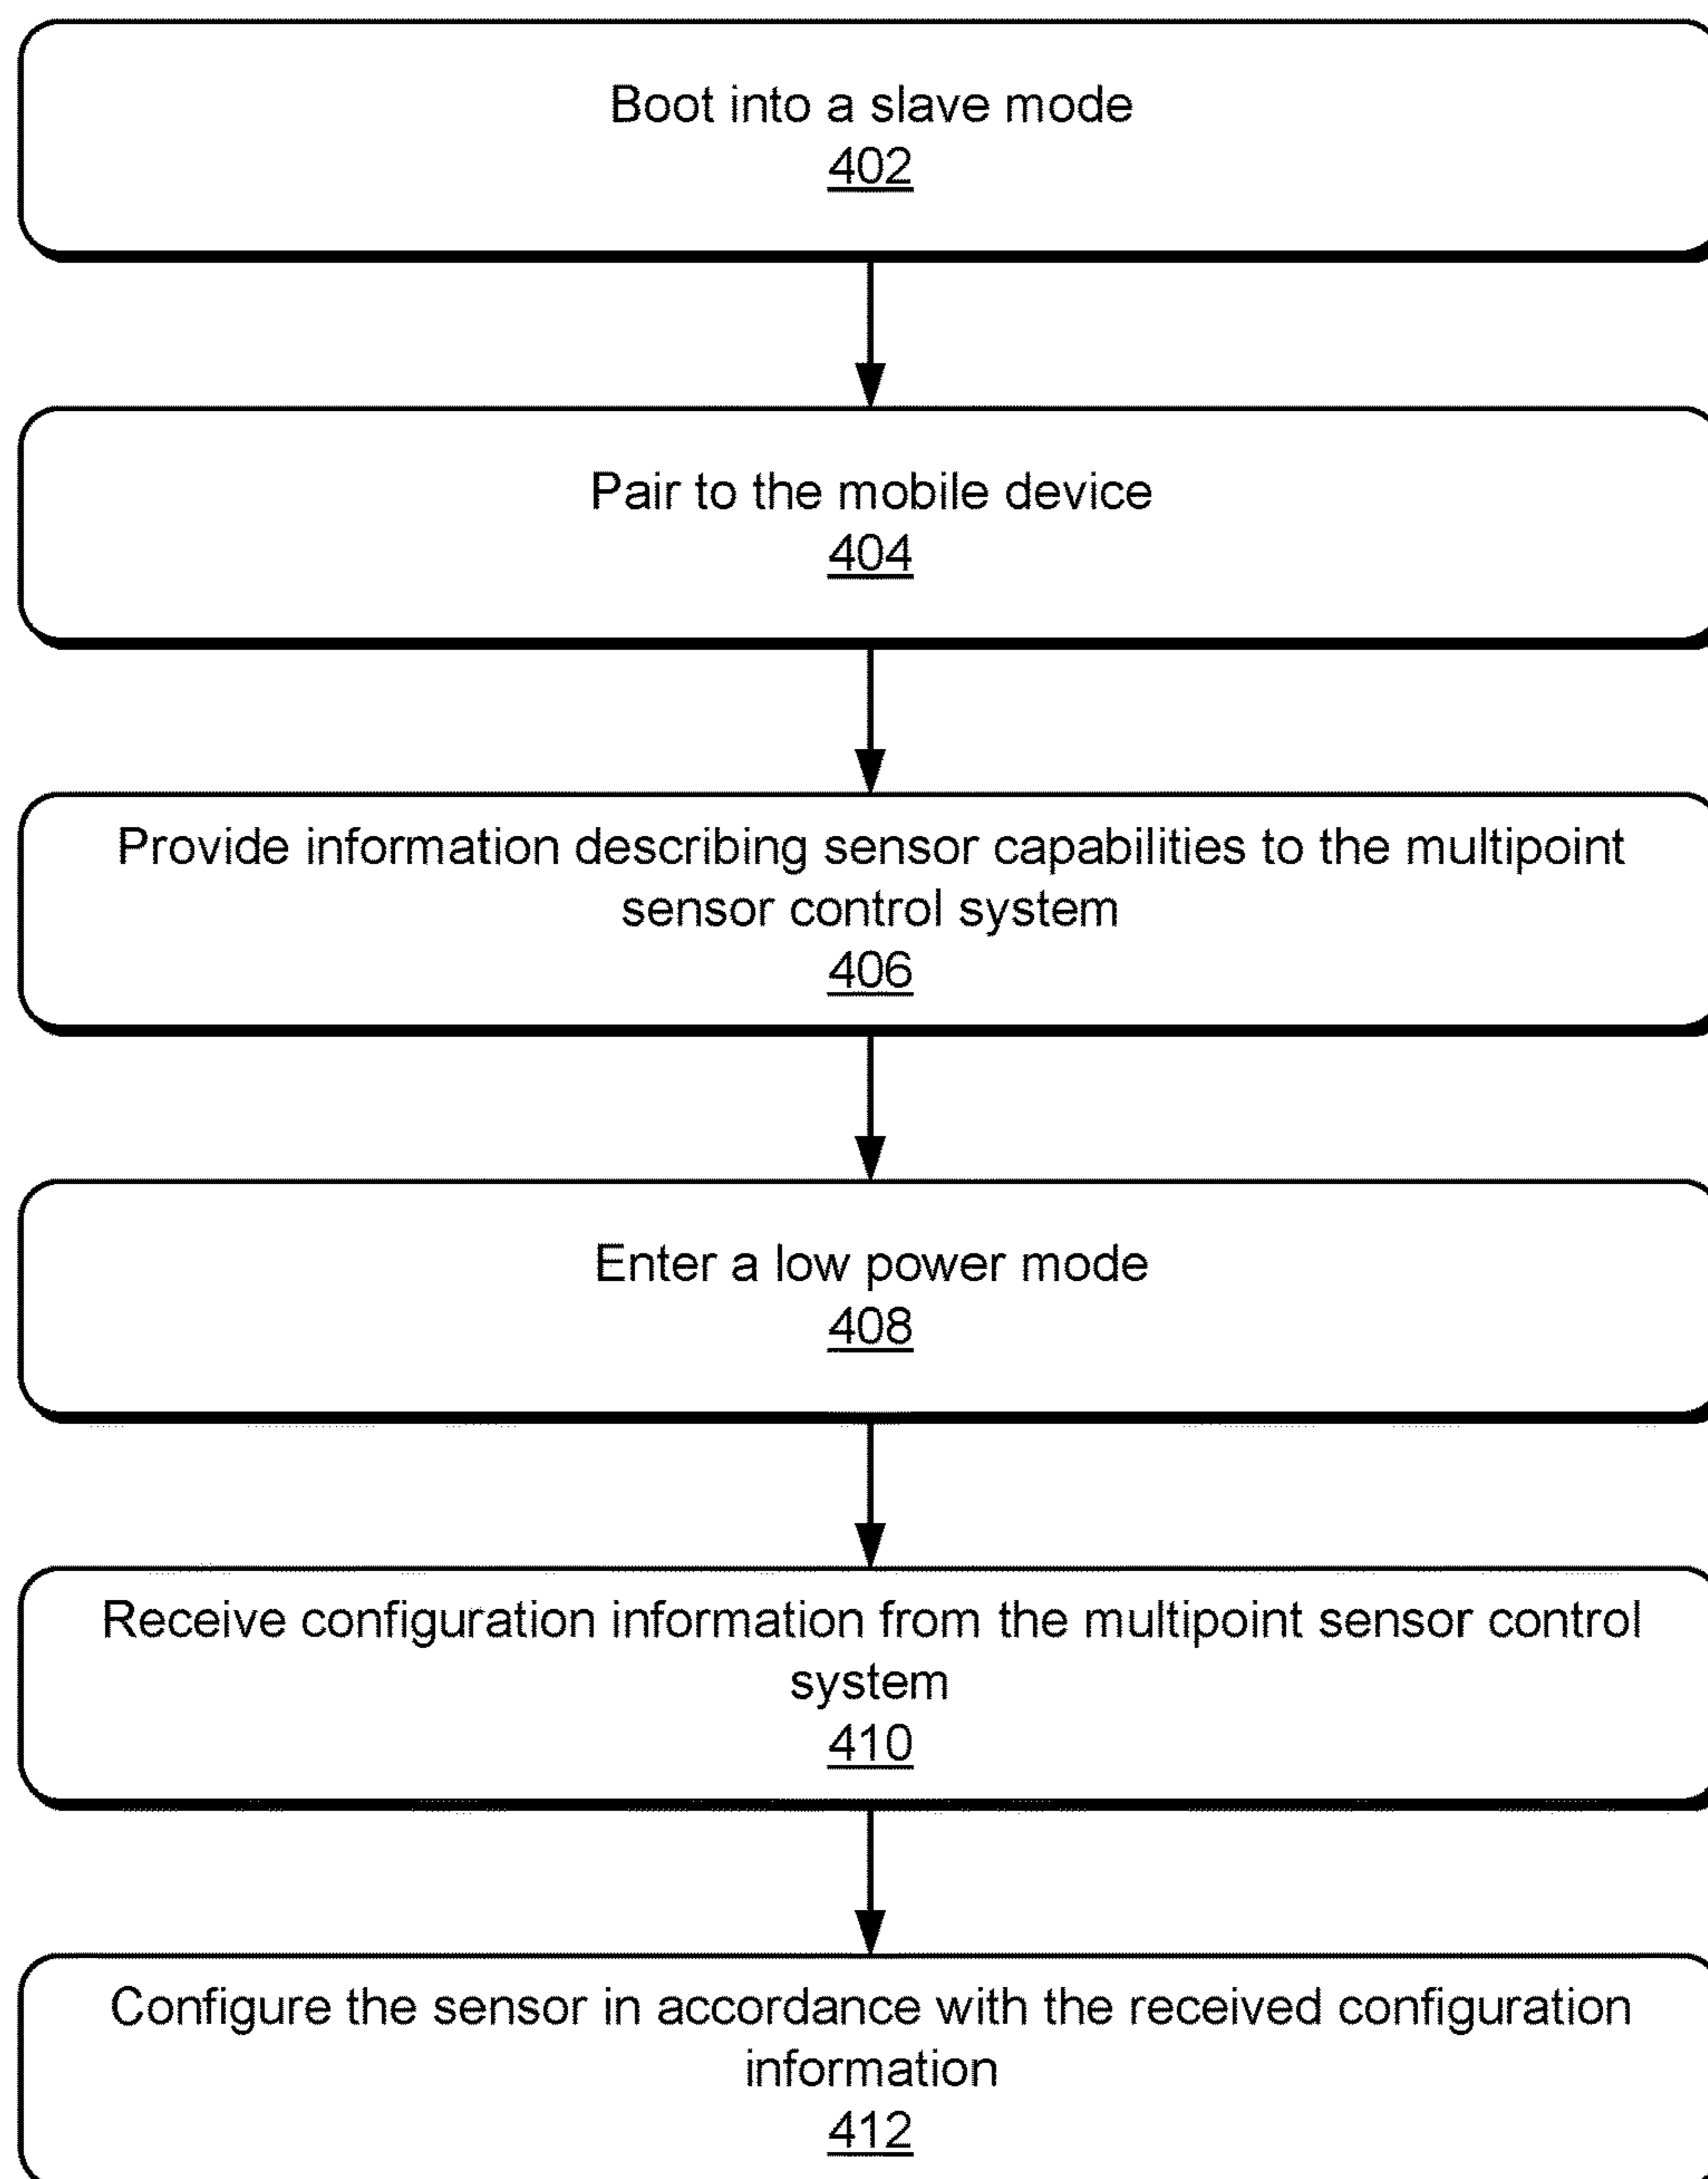 Boot into a slave mode
402
Pair to the mobile device
404
Provide information describing sensor capabilities to the multipoint
sensor control system
406
Enter a low power mode
408
Receive configuration information from the multipoint sensor control
system
410
Configure the sensor in accordance with the received configuration
information
412